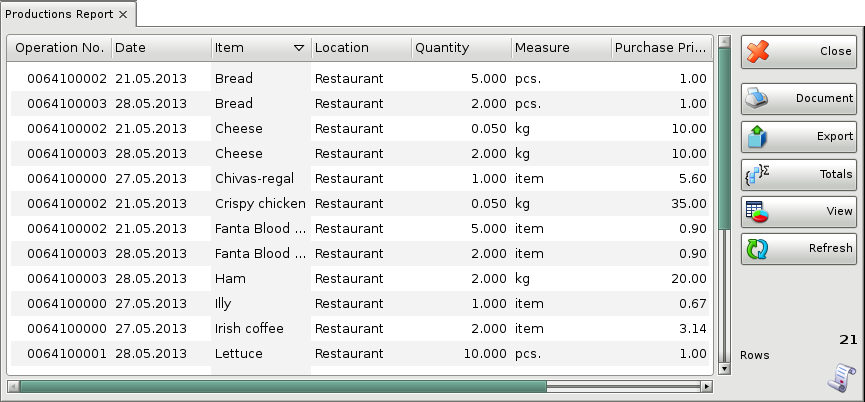 Productions Report
Operation No. Date Item Location Quantity Measure Purchase Pri...
0064100002 21.05.2013 Bread Restaurant 5.000 pcs. 1.00
0064100003 28.05.2013 Bread Restaurant 2.000 pcs. 1.00
0064100002 21.05.2013 Cheese Restaurant 0.050 kg 10.00
0064100003 28.05.2013 Cheese Restaurant 2.000 kg 10.00
0064100000 27.05.2013 Chivas-regal Restaurant 1.000 item 5.60
0064100002 21.05.2013 Crispy chicken Restaurant 0.050 kg 35.00
0064100002 21.05.2013 Fanta Blood ... Restaurant 5.000 item 0.90
0064100003 28.05.2013 Fanta Blood ... Restaurant 2.000 item 0.90
0064100003 28.05.2013 Ham Restaurant 2.000 kg 20.00
0064100000 27.05.2013 Illy Restaurant 1.000 item 0.67
0064100000 27.05.2013 Irish coffee Restaurant 2.000 item 3.14
0064100001 28.05.2013 Lettuce Restaurant 10.000 pcs. 1.00
Close
Document
Export
Totals
View
Refresh
21
Rows